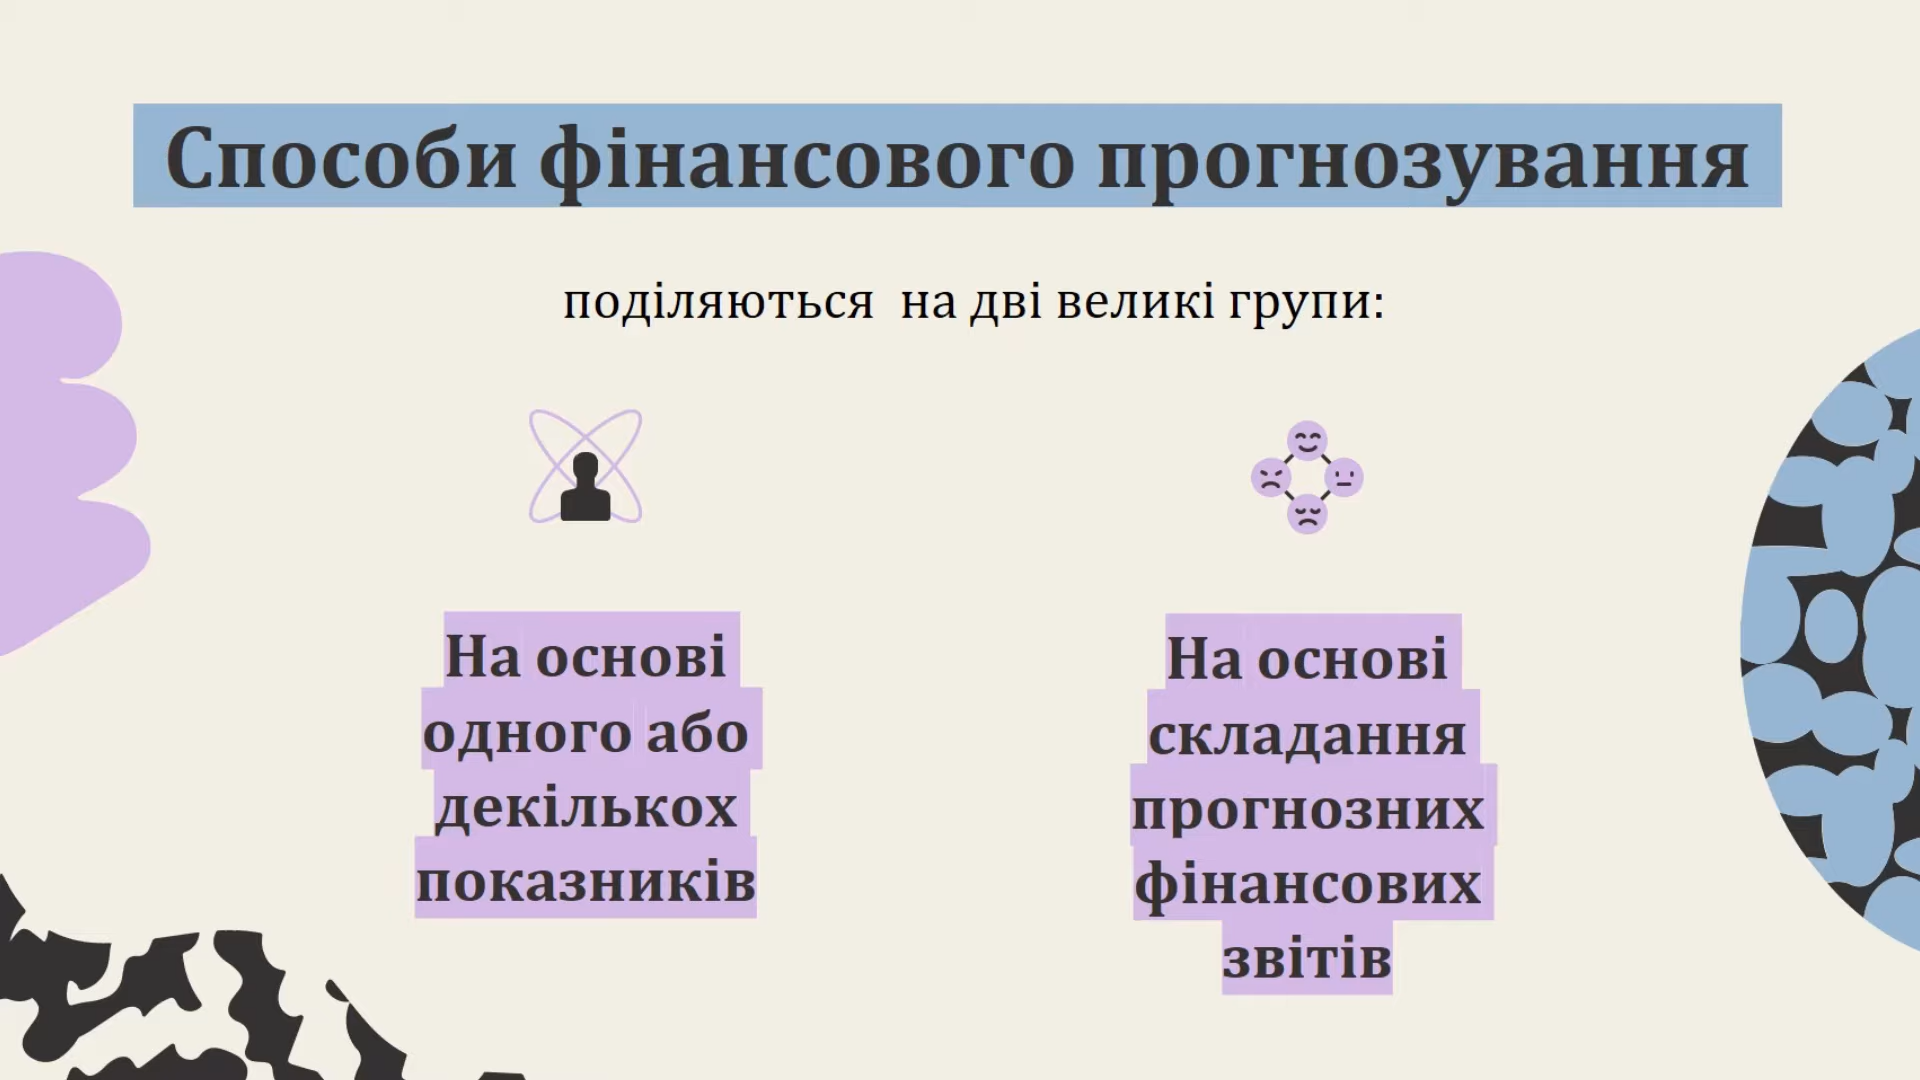 Способи фінансового прогнозування
поділяються  на дві великі групи:
На основі
одного або
декількох
показників
На основі
складання
прогнозних
фінансових
звітів